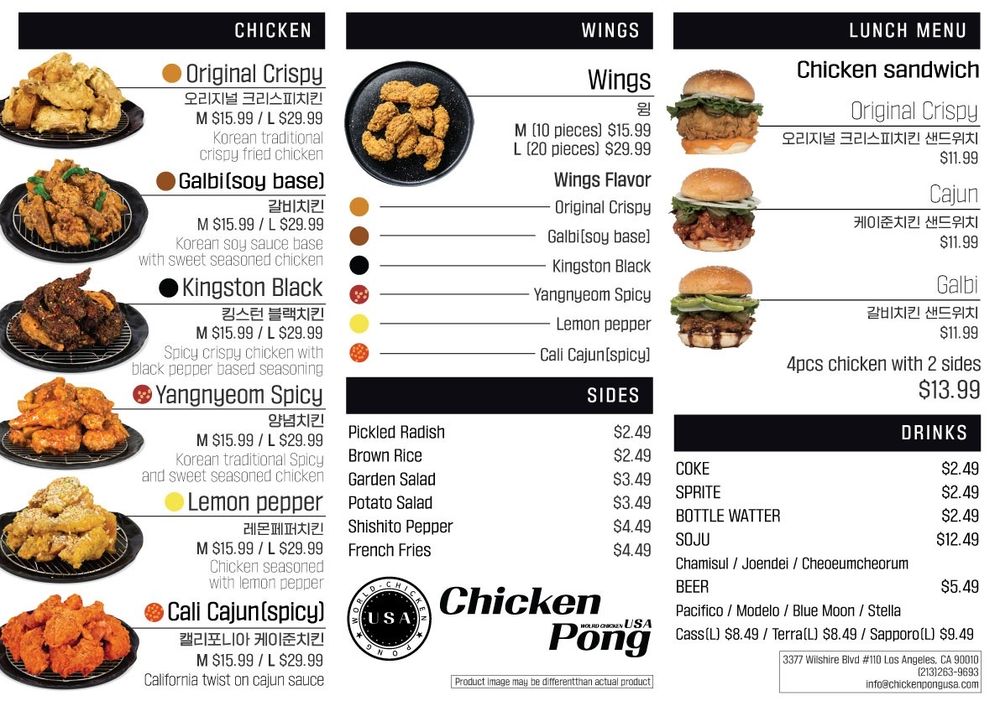 CHICKEN
Original Crispy
오리지널 크리스피치킨
M $15.99 / L $29.99
Korean traditional
crispy fried chicken
Galbi(soy base)
갈비치킨
M $15.99 / L $29.99
Korean soy sauce base
with sweet seasoned chicken
Kingston Black
킹스턴 블랙치킨
M $15.99 / L $29.99
Spicy crispy chicken with
black pepper based seasoning
Yangnyeom Spicy
양념치킨
M $15.99 / L $29.99
Korean traditional Spicy
and sweet seasoned chicken
Lemon pepper
레몬페퍼치킨
M $15.99 / L $29.99
Chicken seasoned
with lemon pepper
Cali Cajun(spicy)
캘리포니아 케이준치킨
M $15.99 / L $29.99
California twist on cajun sauce
WINGS
Wings
윙
M (10 pieces) $15.99
L (20 pieces) $29.99
Wings Flavor
Original Crispy
Galbi(soy base)
Kingston Black
Yangnyeom Spicy
Lemon pepper
Cali Cajun(spicy)
SIDES
Pickled Radish $2.49
Brown Rice $2.49
Garden Salad $3.49
Potato Salad $3.49
Shishito Pepper $4.49
French Fries $4.49
WORLD-CHICKEN
USA
PONG
Chicken
WOLRD CHICKEN USA
Pong
Product image may be differentthan actual product
LUNCH MENU
Chicken sandwich
Original Crispy
오리지널 크리스피치킨 샌드위치
$11.99
Cajun
케이준치킨 샌드위치
$11.99
Galbi
갈비치킨 샌드위치
$11.99
4pcs chicken with 2 sides
$13.99
DRINKS
COKE $2.49
SPRITE $2.49
BOTTLE WATTER $2.49
SOJU $12.49
Chamisul / Joendei / Cheoeumcheorum
BEER $5.49
Pacifico / Modelo / Blue Moon / Stella
Cass(L) $8.49 / Terra(L) $8.49 / Sapporo(L) $9.49
3377 Wilshire Blvd #110 Los Angeles, CA 90010
(213)263-9693
info@chickenpongusa.com